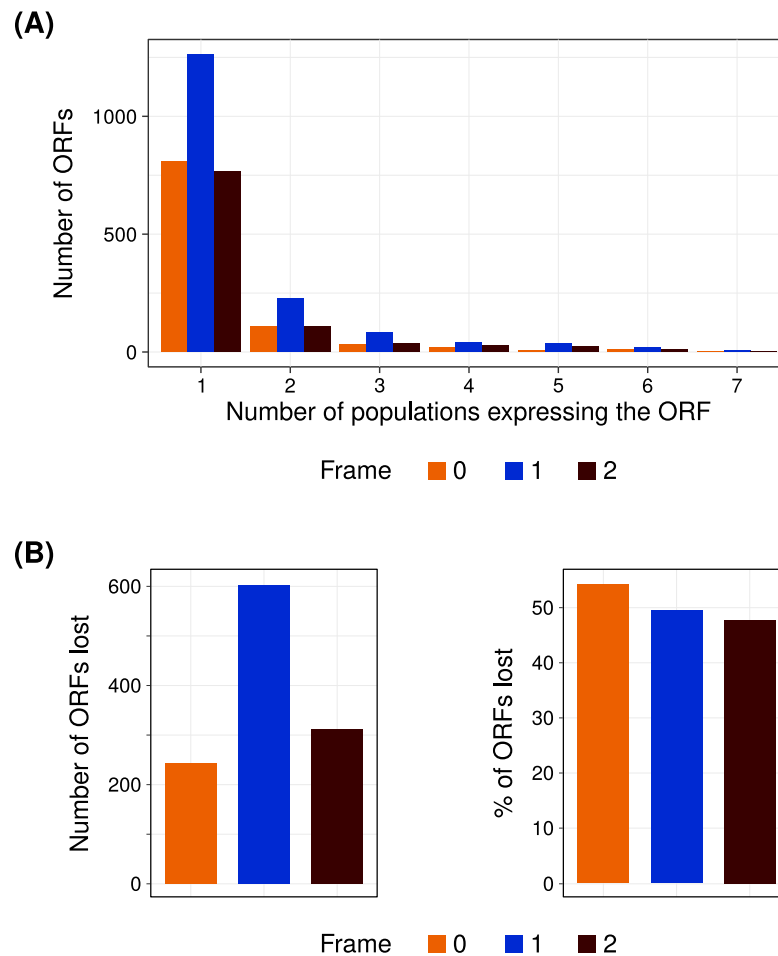 (A)
Number of ORFs
1000
500
0
1 2 3 4 5 6 7
Number of populations expressing the ORF
Frame 0 1 2
(B)
Number of ORFs lost
600
400
200
0
% of ORFs lost
50
40
30
20
10
0
Frame 0 1 2